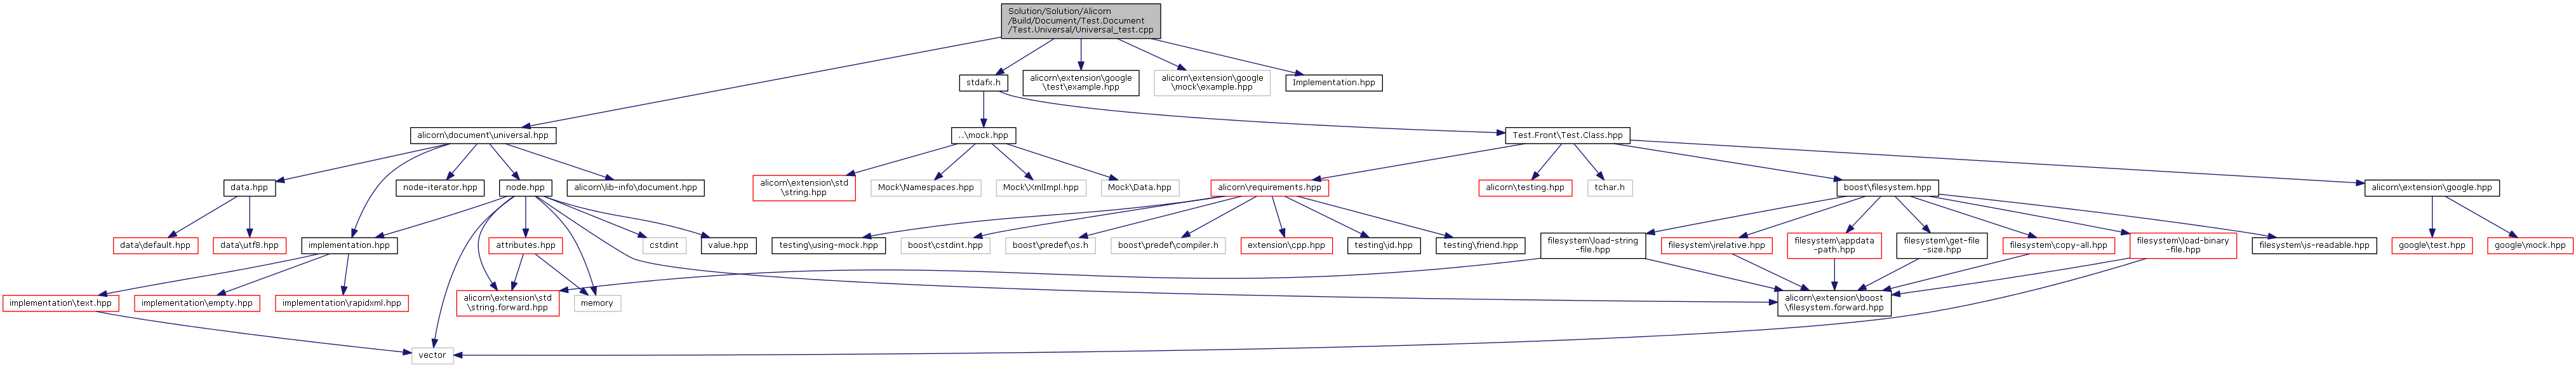 Solution/Solution/Alicorn
/Build/Document/Test.Document
/Test.Universal/Universal_test.cpp
stdafx.h
alicorn\extension\google
\test\example.hpp
alicorn\extension\google
\mock\example.hpp
Implementation.hpp
alicorn\document\universal.hpp
..\mock.hpp
Test.Front\Test.Class.hpp
data.hpp
node-iterator.hpp
node.hpp
alicorn\lib-info\document.hpp
alicorn\extension\std
\string.hpp
Mock\Namespaces.hpp
Mock\XmlImpl.hpp
Mock\Data.hpp
alicorn\requirements.hpp
alicorn\testing.hpp
tchar.h
boost\filesystem.hpp
alicorn\extension\google.hpp
data\default.hpp
data\utf8.hpp
implementation.hpp
attributes.hpp
cstdint
value.hpp
testing\using-mock.hpp
boost\cstdint.hpp
boost\predef\os.h
boost\predef\compiler.h
extension\cpp.hpp
testing\id.hpp
testing\friend.hpp
filesystem\load-string
-file.hpp
filesystem\relative.hpp
filesystem\appdata
-path.hpp
filesystem\get-file
-size.hpp
filesystem\copy-all.hpp
filesystem\load-binary
-file.hpp
filesystem\is-readable.hpp
google\test.hpp
google\mock.hpp
implementation\text.hpp
implementation\empty.hpp
implementation\rapidxml.hpp
alicorn\extension\std
\string.forward.hpp
memory
alicorn\extension\boost
\filesystem.forward.hpp
vector